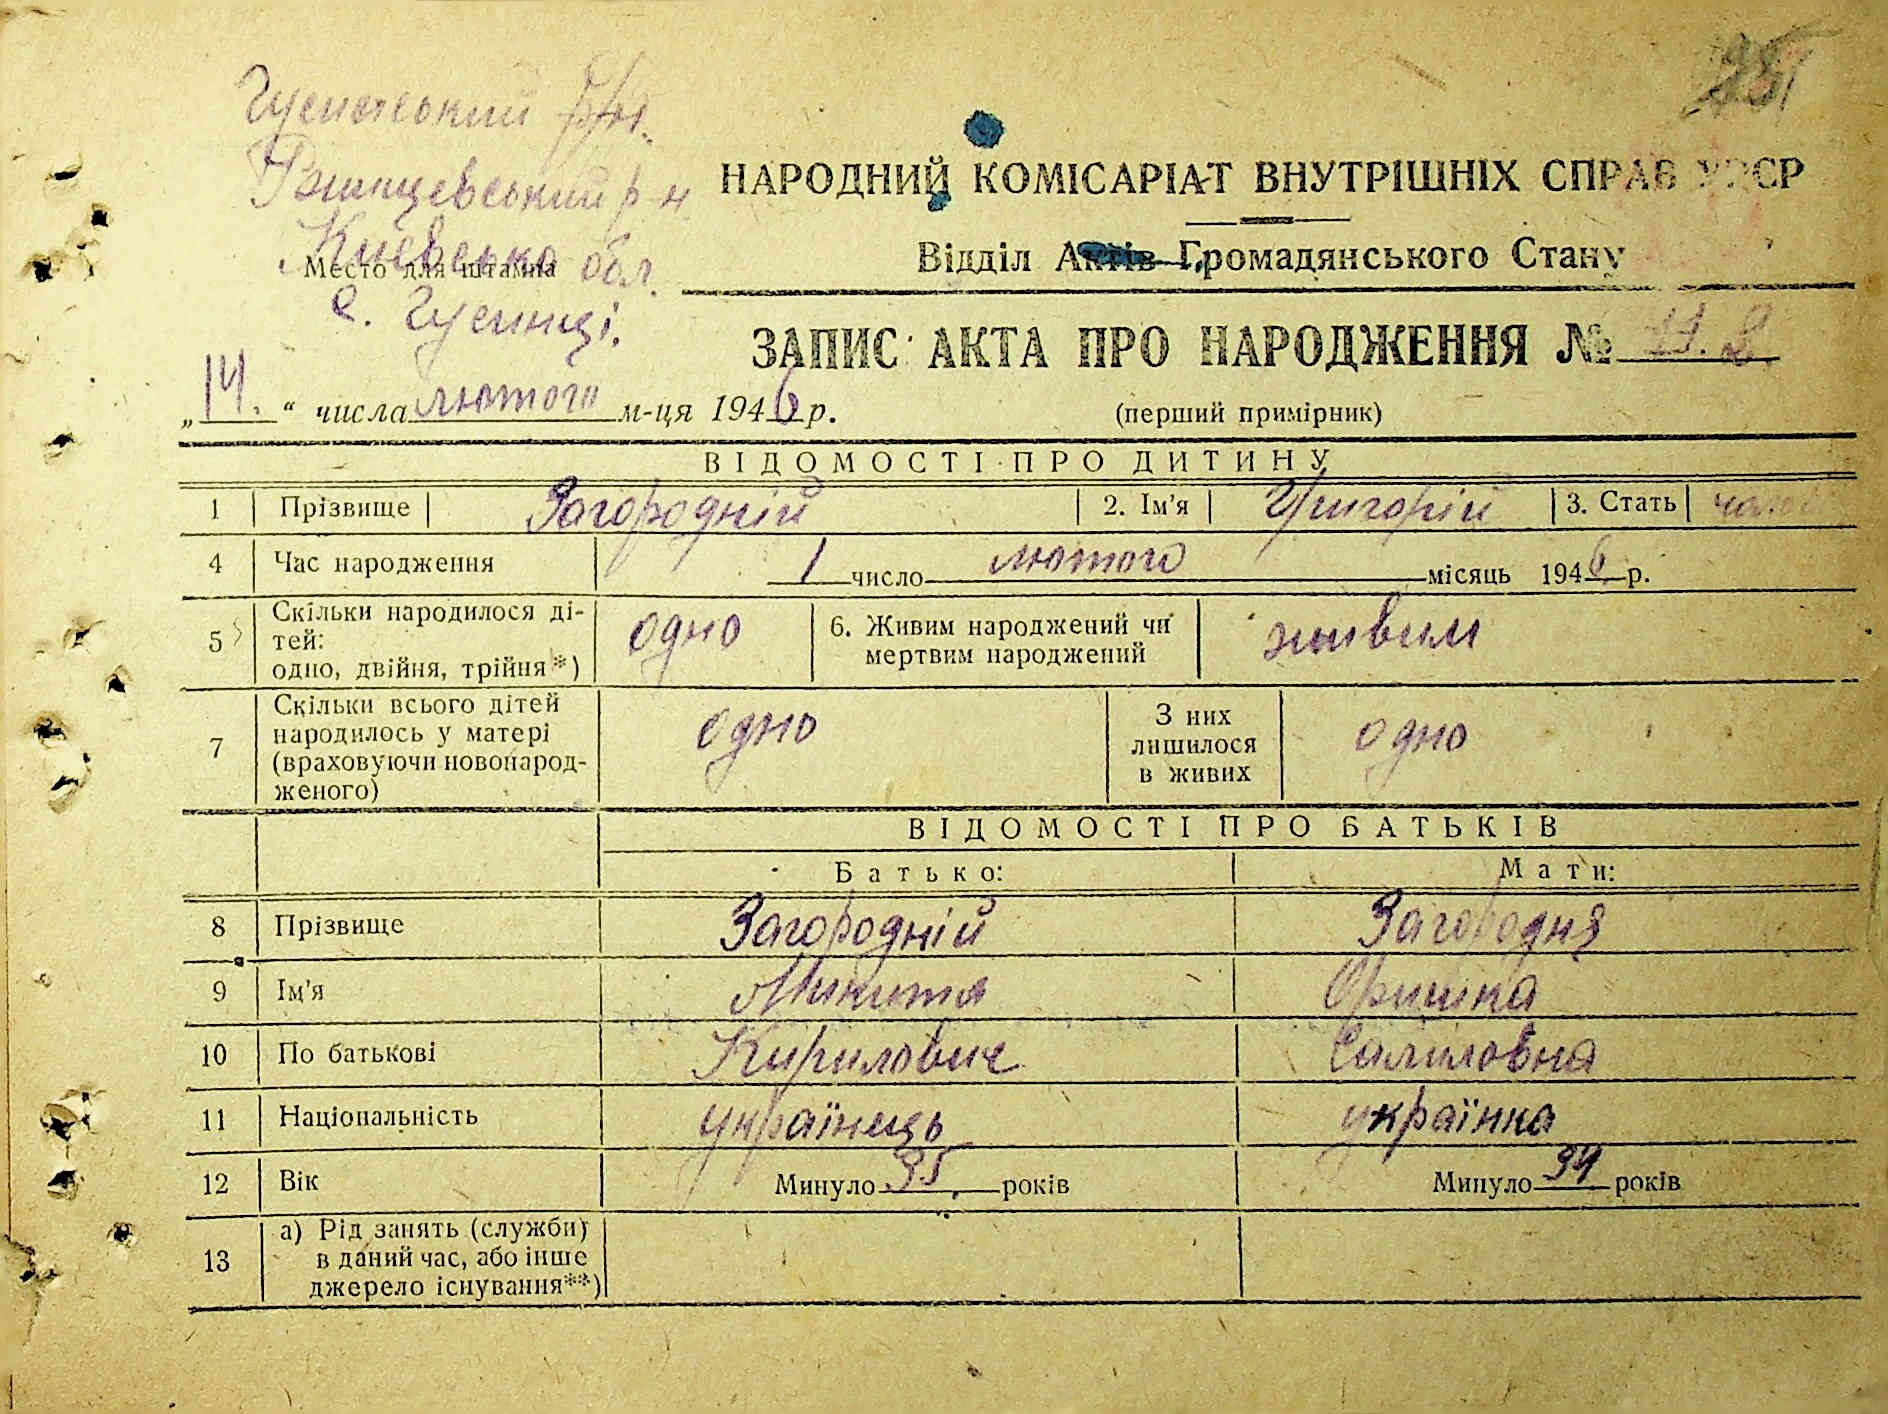 Гусинський
Ржищевський р-н
Київська обл.
Место для штампа
с. Гусинці.
НАРОДНИЙ КОМІСАРІАТ ВНУТРІШНІХ СПРАВ УРСР
Відділ Актів Громадянського Стану
ЗАПИС АКТА ПРО НАРОДЖЕННЯ №
„14.“ числа лютого м-ця 1946 р.
(перший примірник)
ВІДОМОСТІ ПРО ДИТИНУ
1 Прізвище Загородній 2. Ім'я Григорій 3. Стать
4 Час народження 1 число лютого місяць 1946 р.
5 Скільки народилося ді-
тей:
одно, двійня, трійня*) одно 6. Живим народжений чи
мертвим народжений живим
7 Скільки всього дітей
народилось у матері
(враховуючи новонарод-
женого) одно З них
лишилося
в живих одно
ВІДОМОСТІ ПРО БАТЬКІВ
Батько: Мати:
8 Прізвище Загородній Загородня
9 Ім'я Микита Оришка
10 По батькові Кирилович
11 Національність українець українка
12 Вік Минуло 35. років Минуло 34 років
13 а) Рід занять (служби)
в даний час, або інше
джерело існування**)